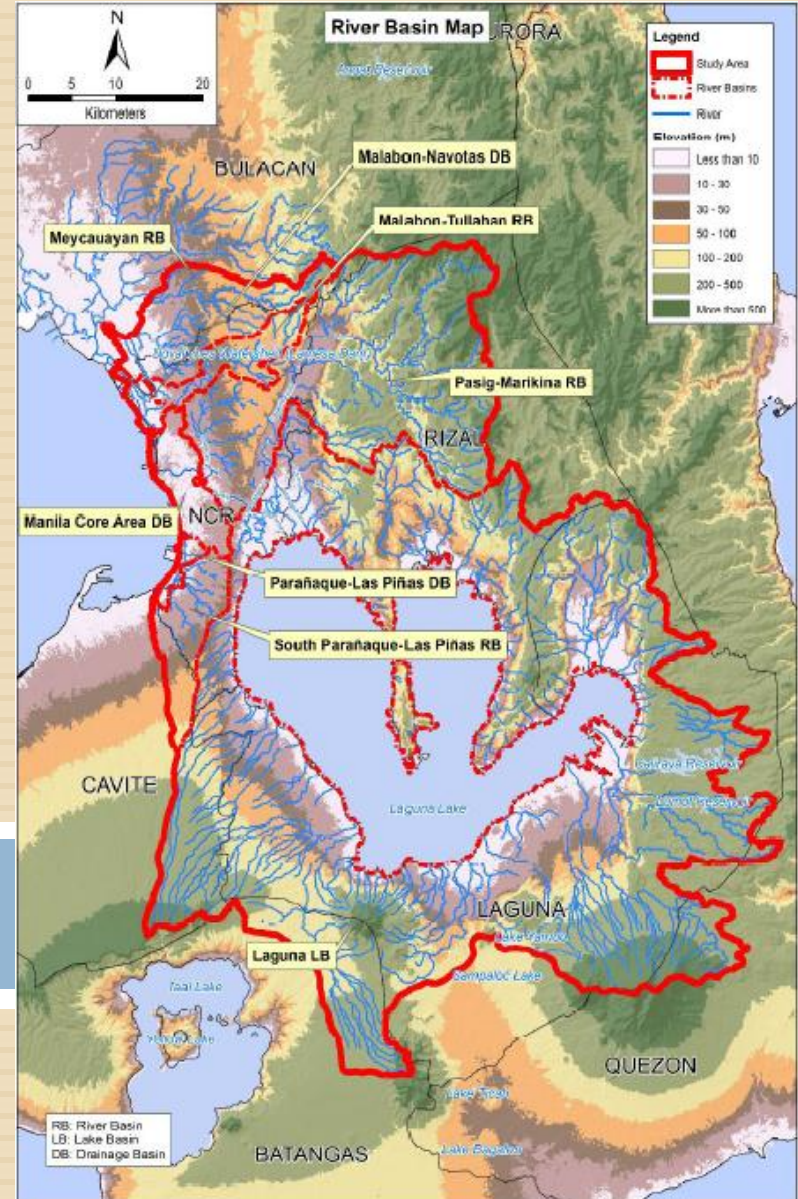 N
River Basin Map
0 5 10 20
Kilometers
Legend
Study Area
River Basins
River
Elevation (m)
Less than 10
10 - 30
30 - 50
50 - 100
100 - 200
200 - 500
More than 500
BULACAN
Malabon-Navotas DB
Malabon-Tullahan RB
Meycauayan RB
Pasig-Marikina RB
RIZAL
NCR
Manila Core Area DB
Parañaque-Las Piñas DB
South Parañaque-Las Piñas RB
CAVITE
Laguna Lake
LAGUNA
Laguna LB
Sampaloc Lake
Taal Lake
QUEZON
BATANGAS
RB: River Basin
LB: Lake Basin
DB: Drainage Basin